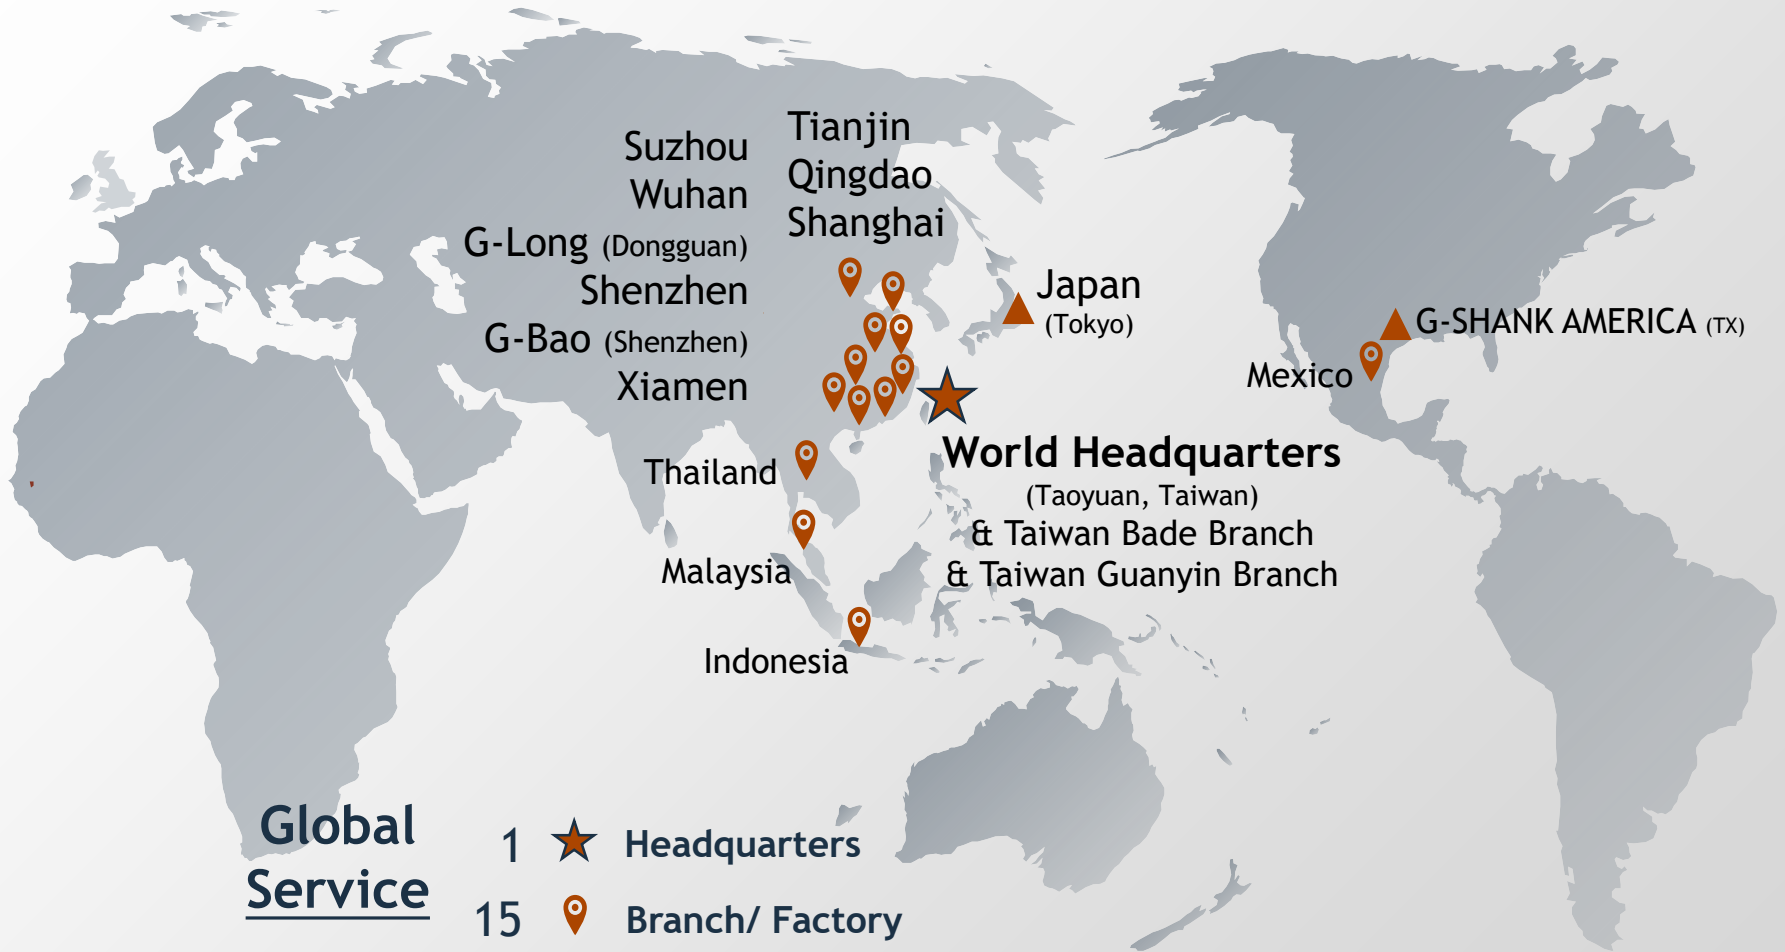 Tianjin
Qingdao
Shanghai
Suzhou
Wuhan
G-Long (Dongguan)
Shenzhen
G-Bao (Shenzhen)
Xiamen
Japan
(Tokyo)
G-SHANK AMERICA (TX)
Mexico
World Headquarters
(Taoyuan, Taiwan)
& Taiwan Bade Branch
& Taiwan Guanyin Branch
Thailand
Malaysia
Indonesia
Global
Service
1 Headquarters
15 Branch/ Factory